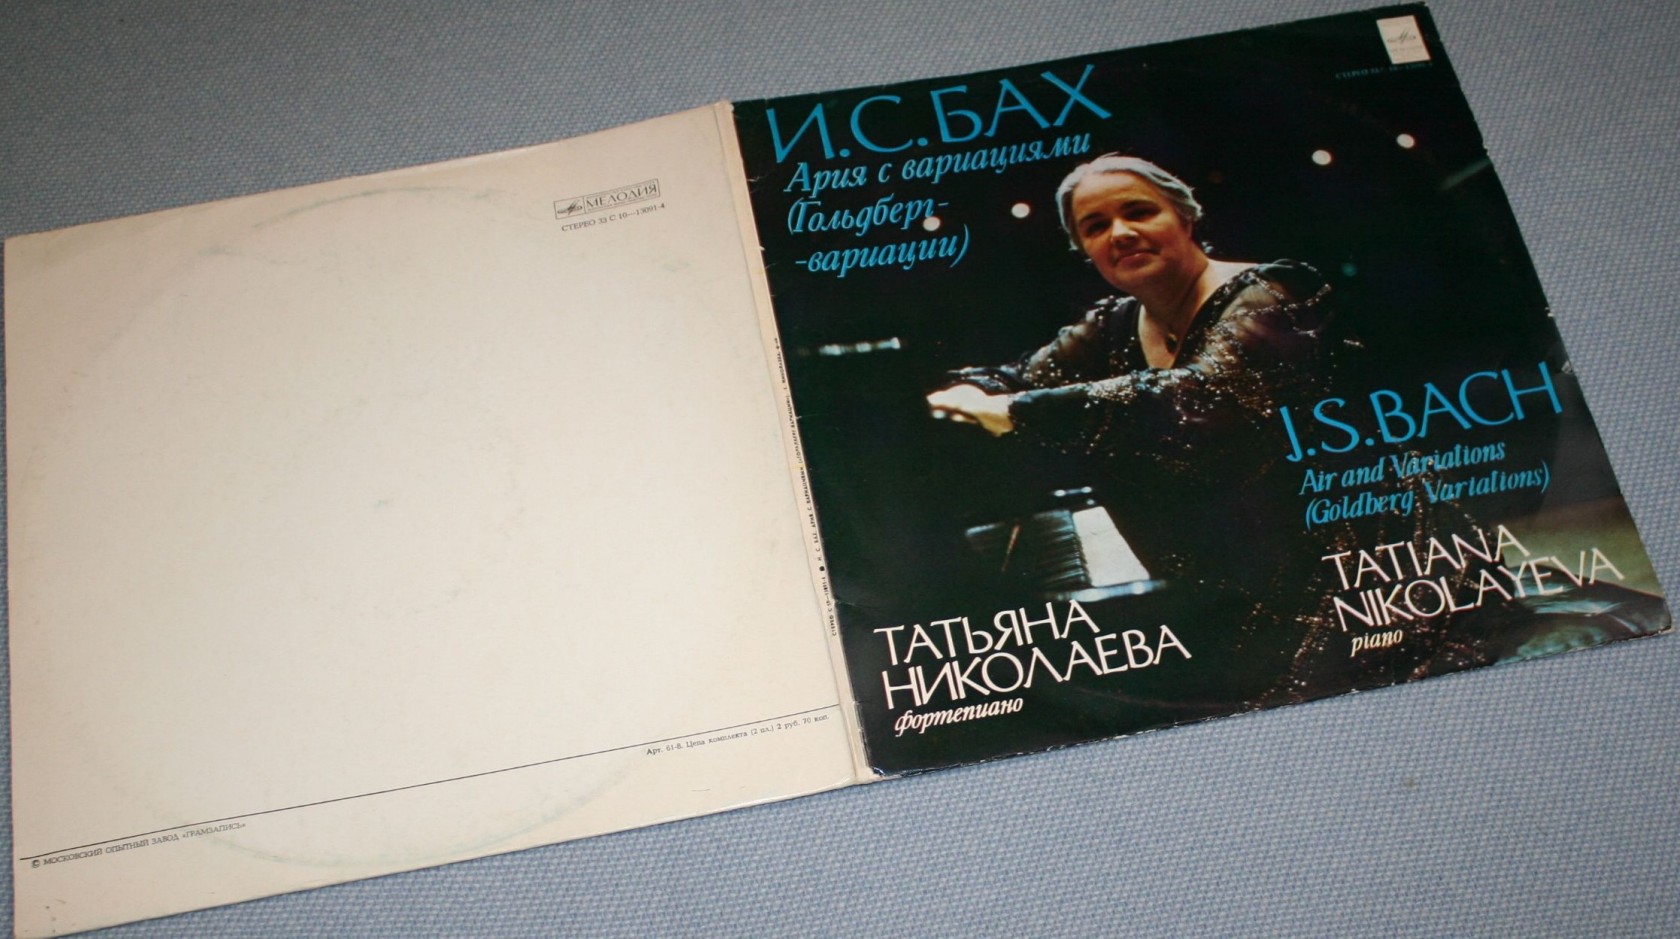 МЕЛОДИЯ
СТЕРЕО 33 С 10—13091-4
Арт. 61-8. Цена комплекта (2 пл.) 2 руб. 70 коп.
© МОСКОВСКИЙ ОПЫТНЫЙ ЗАВОД «ГРАМЗАПИСЬ»
И.С.БАХ
Ария с вариациями
(Гольдберг-
-вариации)
J.S.BACH
Air and Variations
(Goldberg Variations)
TATIANA
NIKOLAYEVA
piano
ТАТЬЯНА
НИКОЛАЕВА
фортепиано